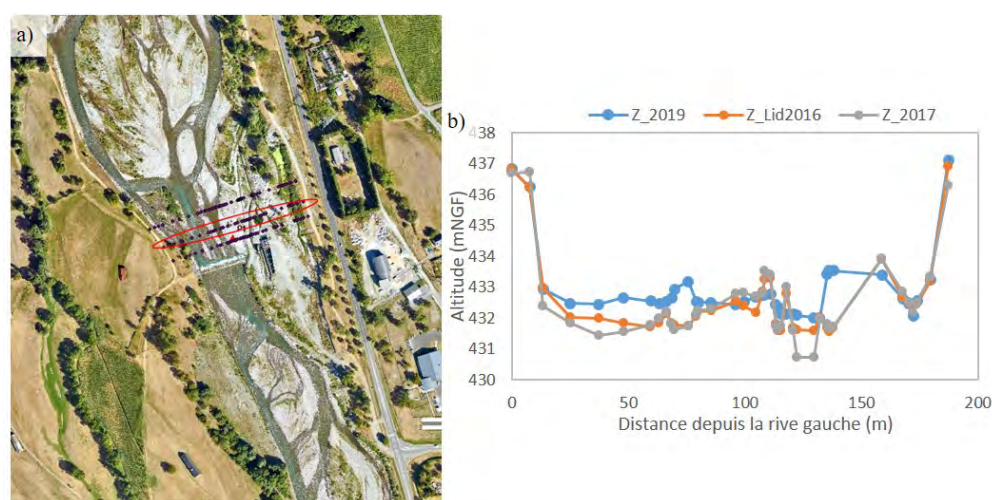 a)
P1
b)
Z_2019 Z_Lid2016 Z_2017
Altitude (mNGF)
438
437
436
435
434
433
432
431
430
0 50 100 150 200
Distance depuis la rive gauche (m)